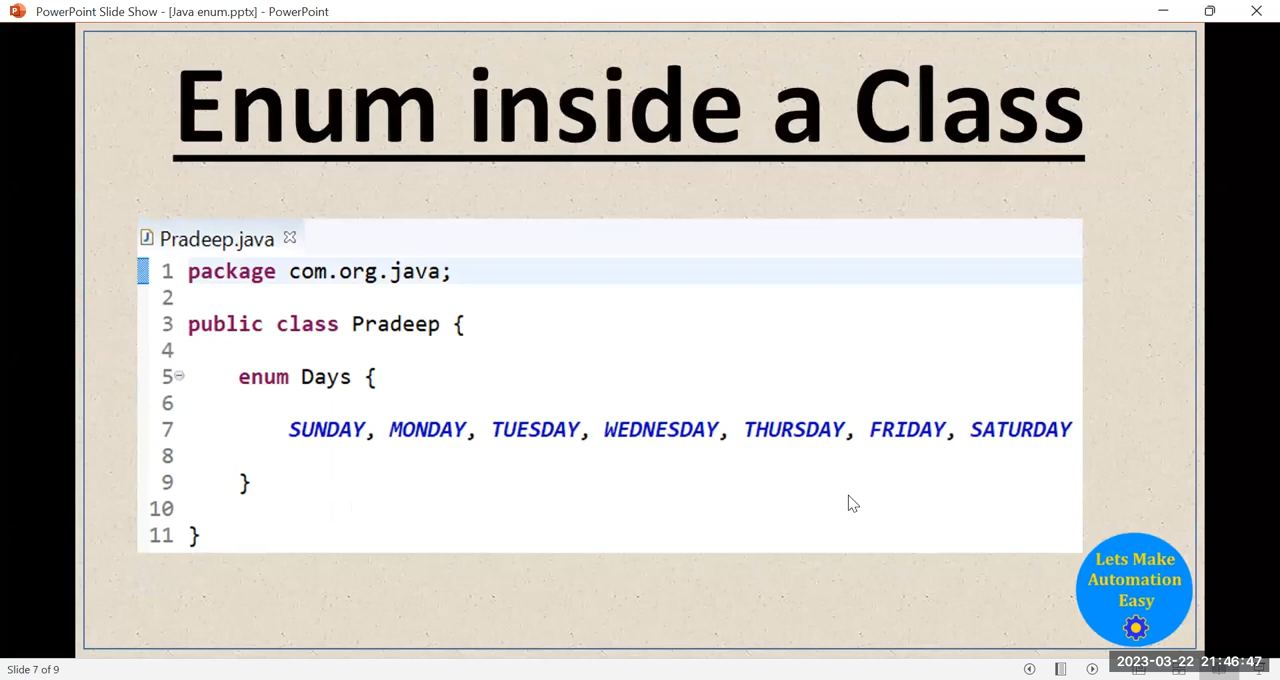 PowerPoint Slide Show - [Java enum.pptx] - PowerPoint
Enum inside a Class
Pradeep.java
1 package com.org.java;
2
3 public class Pradeep {
4
5 enum Days {
6
7 SUNDAY, MONDAY, TUESDAY, WEDNESDAY, THURSDAY, FRIDAY, SATURDAY
8
9 }
10
11 }
Lets Make
Automation
Easy
2023-03-22 21:46:47
Slide 7 of 9